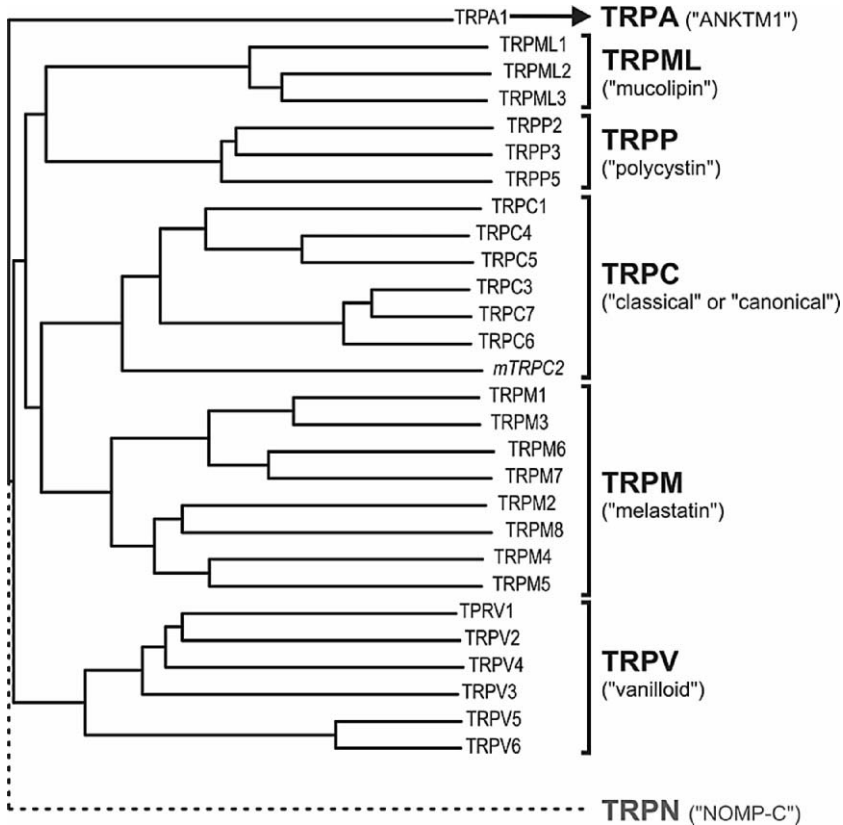 TRPA1 TRPA ("ANKTM1")
TRPML1
TRPML2
TRPML3
TRPML
("mucolipin")
TRPP2
TRPP3
TRPP5
TRPP
("polycystin")
TRPC1
TRPC4
TRPC5
TRPC3
TRPC7
TRPC6
mTRPC2
TRPC
("classical" or "canonical")
TRPM1
TRPM3
TRPM6
TRPM7
TRPM2
TRPM8
TRPM4
TRPM5
TRPM
("melastatin")
TPRV1
TRPV2
TRPV4
TRPV3
TRPV5
TRPV6
TRPV
("vanilloid")
TRPN ("NOMP-C")